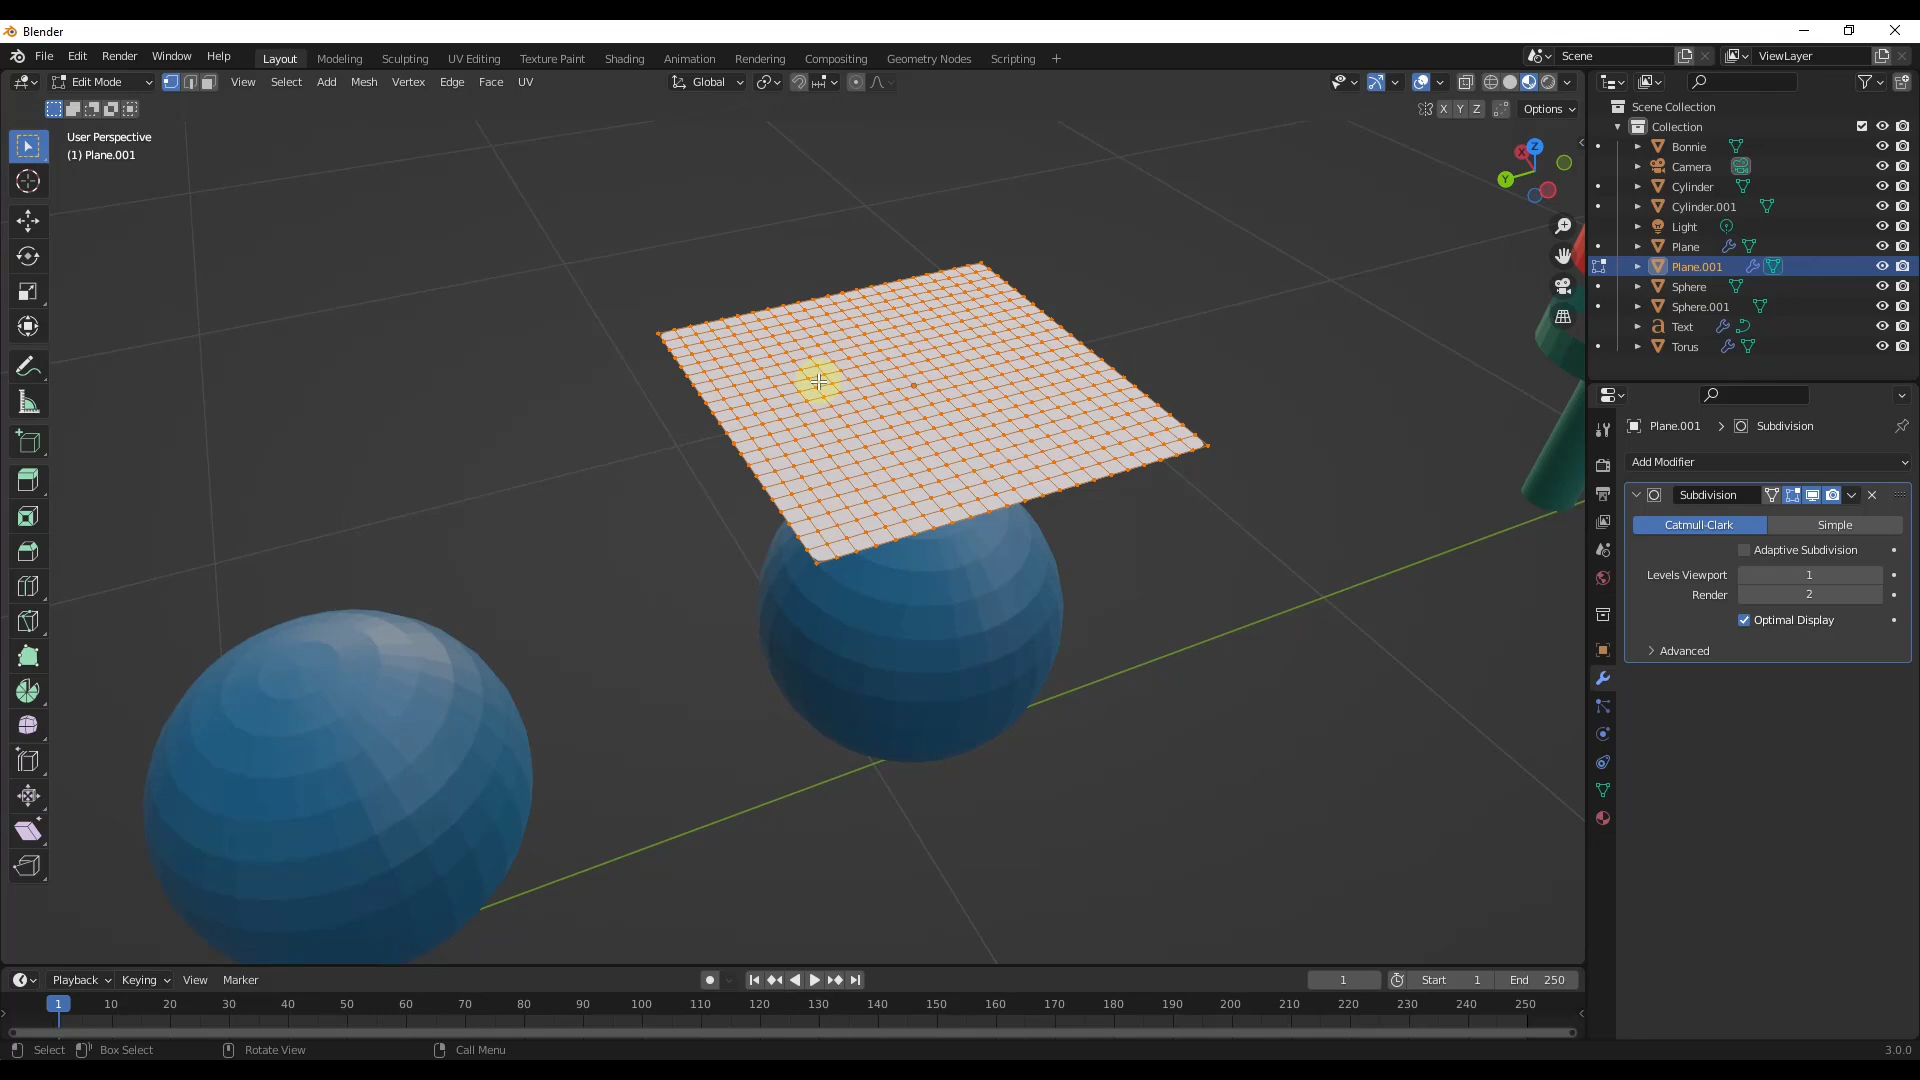 Blender
File Edit Render Window Help Layout Modeling Sculpting UV Editing Texture Paint Shading Animation Rendering Compositing Geometry Nodes Scripting + Scene ViewLayer
Edit Mode View Select Add Mesh Vertex Edge Face UV Global
X Y Z Options
User Perspective
(1) Plane.001
Z
X
Y
Scene Collection
Collection
Bonnie
Camera
Cylinder
Cylinder.001
Light
Plane
Plane.001
Sphere
Sphere.001
Text
Torus
Plane.001 > Subdivision
Add Modifier
Subdivision
Catmull-Clark Simple
Adaptive Subdivision
Levels Viewport 1
Render 2
Optimal Display
Advanced
Playback Keying View Marker 1 Start 1 End 250
1 10 20 30 40 50 60 70 80 90 100 110 120 130 140 150 160 170 180 190 200 210 220 230 240 250
Select Box Select Rotate View Call Menu 3.0.0